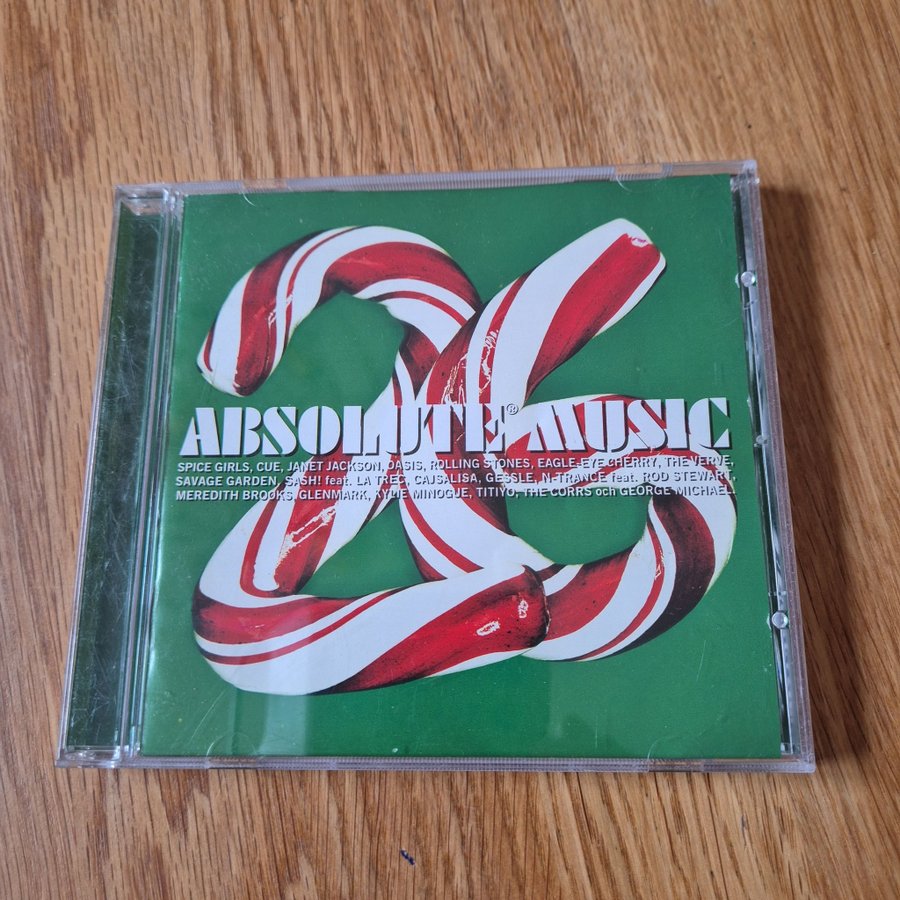 26
ABSOLUTE® MUSIC
SPICE GIRLS, CUE, JANET JACKSON, OASIS, ROLLING STONES, EAGLE-EYE CHERRY, THE VERVE,
SAVAGE GARDEN, SASH! feat. LA TREC, CAJSALISA, GESSLE, N-TRANCE feat. ROD STEWART,
MEREDITH BROOKS, GLENMARK, KYLIE MINOGUE, TITIYO, THE CORRS och GEORGE MICHAEL.